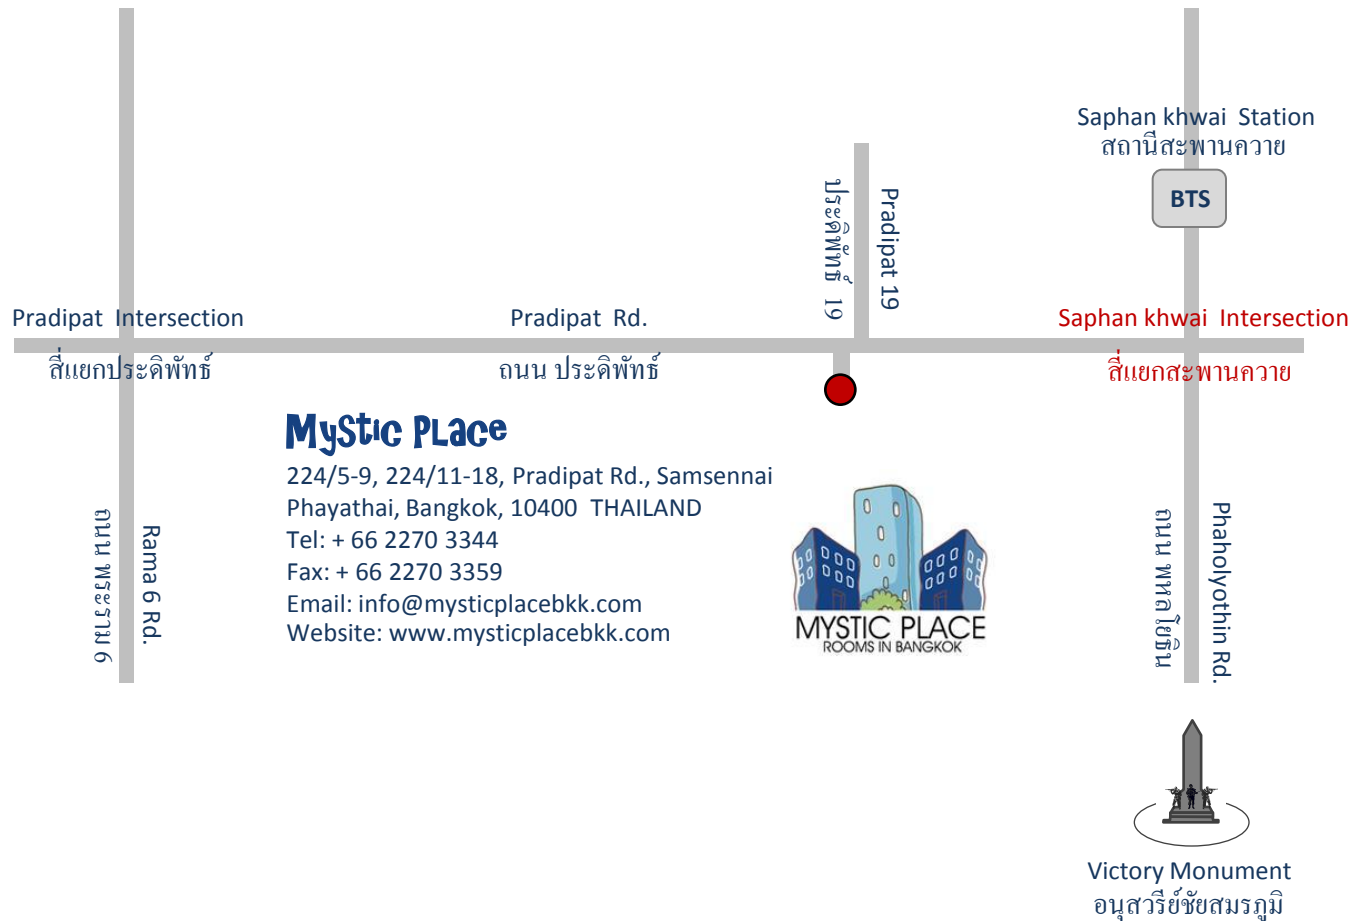 Saphan khwai Station
สถานีสะพานควาย
BTS
Pradipat 19
ประดิพัทธ์ 19
Pradipat Intersection
สี่แยกประดิพัทธ์
Pradipat Rd.
ถนน ประดิพัทธ์
Saphan khwai Intersection
สี่แยกสะพานควาย
Mystic Place
224/5-9, 224/11-18, Pradipat Rd., Samsennai
Phayathai, Bangkok, 10400 THAILAND
Tel: + 66 2270 3344
Fax: + 66 2270 3359
Email: info@mysticplacebkk.com
Website: www.mysticplacebkk.com
MYSTIC PLACE
ROOMS IN BANGKOK
Rama 6 Rd.
ถนน พระราม 6
Phaholyothin Rd.
ถนน พหลโยธิน
Victory Monument
อนุสาวรีย์ชัยสมรภูมิ